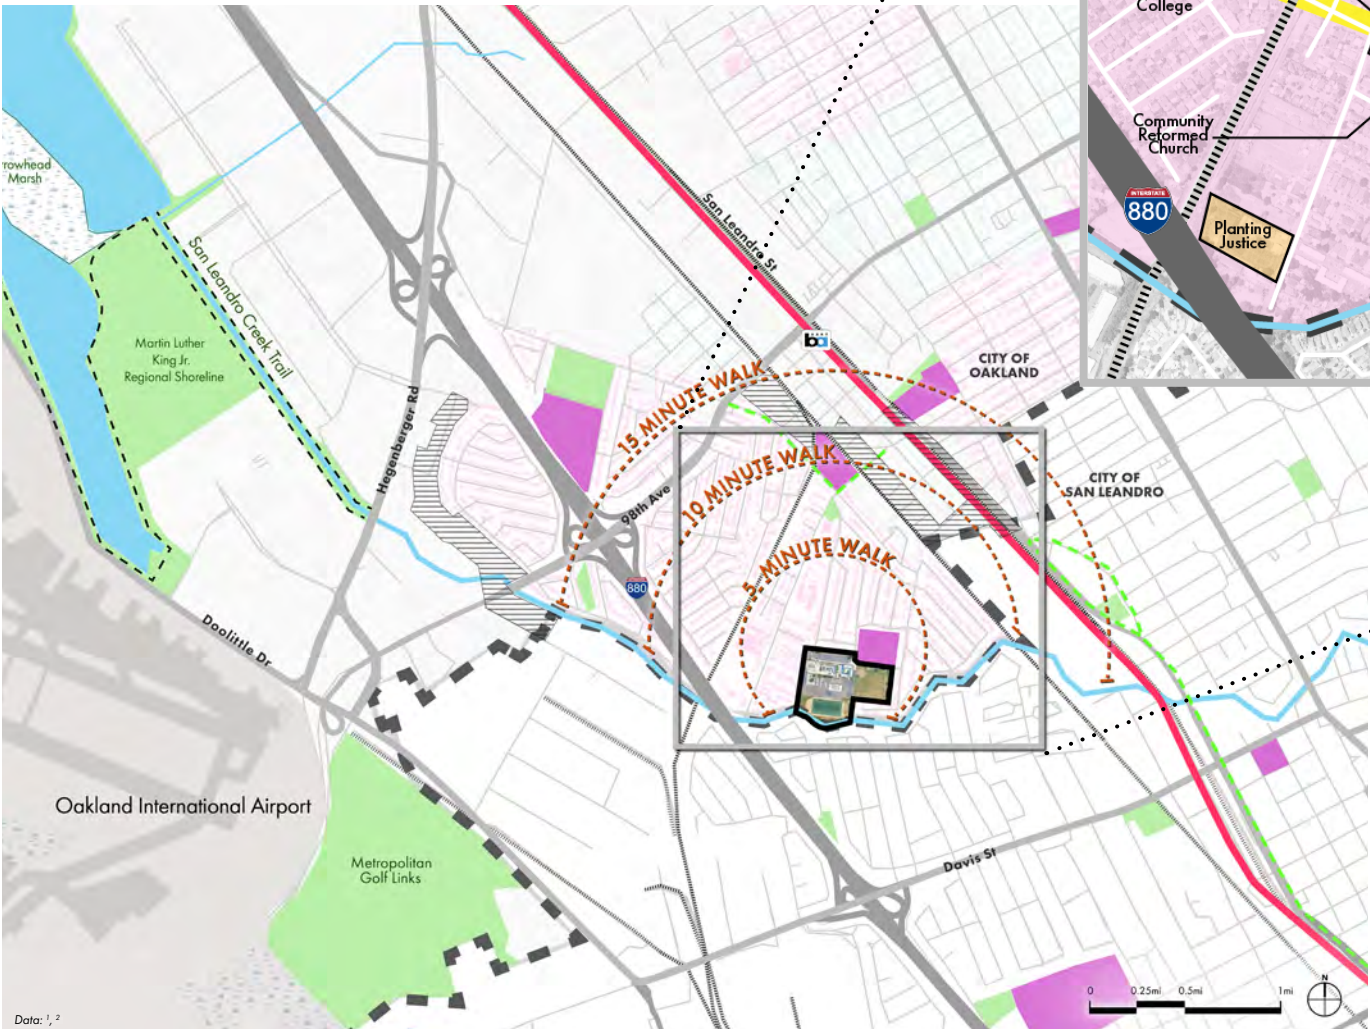 College
Community
Reformed
Church
INTERSTATE
880
Planting
Justice
Marsh
San Leandro Creek Trail
Martin Luther
King Jr.
Regional Shoreline
Hegenberger Rd
San Leandro St
ba
CITY OF
OAKLAND
CITY OF
SAN LEANDRO
15 MINUTE WALK
10 MINUTE WALK
5 MINUTE WALK
98th Ave
880
Doolittle Dr
Oakland International Airport
Metropolitan
Golf Links
Davis St
N
0 0.25mi 0.5mi 1mi
Data: 1, 2